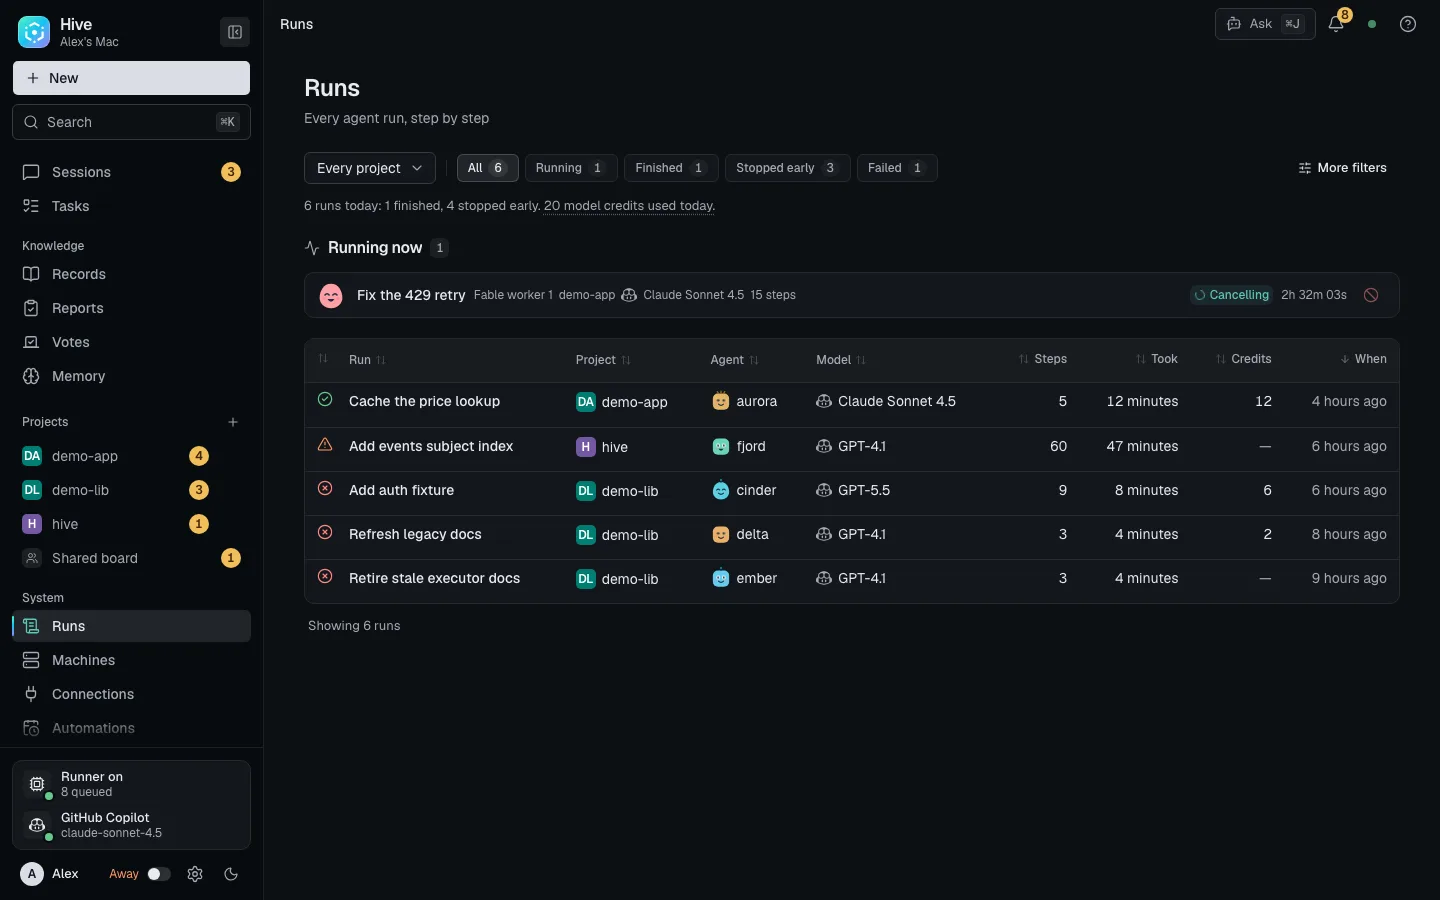 Hive
Alex's Mac
New
Search ⌘K
Sessions 3
Tasks
Knowledge
Records
Reports
Votes
Memory
Projects
DA demo-app 4
DL demo-lib 3
H hive 1
Shared board 1
System
Runs
Machines
Connections
Automations
Runner on
8 queued
GitHub Copilot
claude-sonnet-4.5
A Alex Away
Runs
Ask ⌘J 8
Runs
Every agent run, step by step
Every project All 6 Running 1 Finished 1 Stopped early 3 Failed 1 More filters
6 runs today: 1 finished, 4 stopped early. 20 model credits used today.
Running now 1
Fix the 429 retry Fable worker 1 demo-app Claude Sonnet 4.5 15 steps Cancelling 2h 32m 03s
Run Project Agent Model Steps Took Credits When
Cache the price lookup DA demo-app aurora Claude Sonnet 4.5 5 12 minutes 12 4 hours ago
Add events subject index H hive fjord GPT-4.1 60 47 minutes — 6 hours ago
Add auth fixture DL demo-lib cinder GPT-5.5 9 8 minutes 6 6 hours ago
Refresh legacy docs DL demo-lib delta GPT-4.1 3 4 minutes 2 8 hours ago
Retire stale executor docs DL demo-lib ember GPT-4.1 3 4 minutes — 9 hours ago
Showing 6 runs